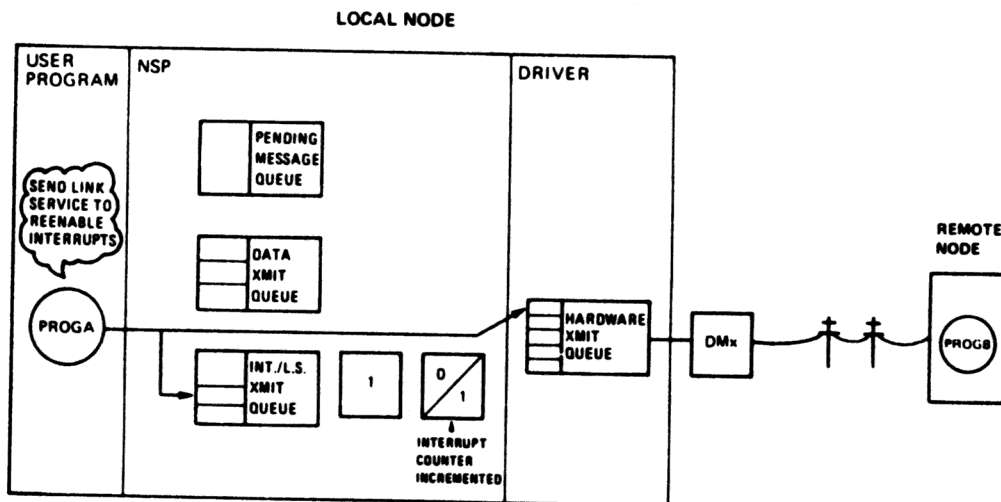 LOCAL NODE
USER
PROGRAM
NSP
DRIVER
PENDING
MESSAGE
QUEUE
SEND LINK
SERVICE TO
REENABLE
INTERRUPTS
DATA
XMIT
QUEUE
REMOTE
NODE
PROGA
HARDWARE
XMIT
QUEUE
DMx
PROGB
INT./L.S.
XMIT
QUEUE
1
0
1
INTERRUPT
COUNTER
INCREMENTED